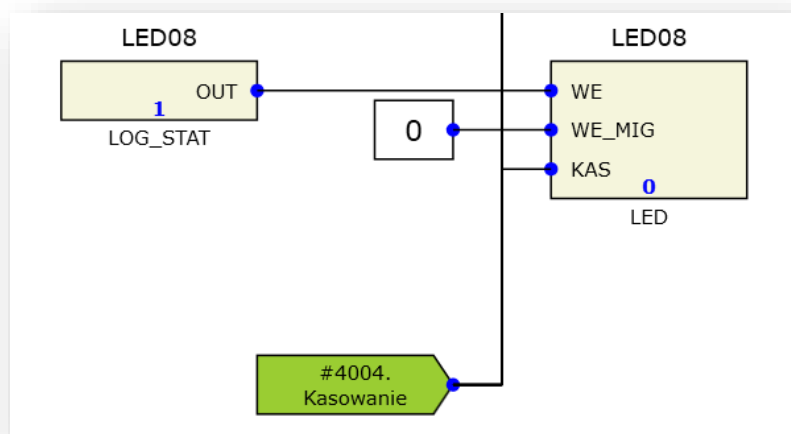 LED08
OUT
1
LOG_STAT
0
LED08
WE
WE_MIG
KAS
0
LED
#4004.
Kasowanie